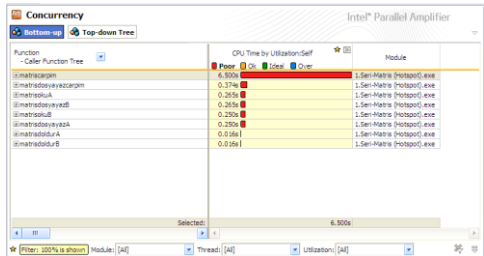 Concurrency
Intel® Parallel Amplifier
Bottom-up Top-down Tree
Function
- Caller Function Tree
CPU Time by Utilization:Self
Poor Ok Ideal Over
Module
matriscarpim 6.500s 1.Seri-Matris (Hotspot).exe
matrisdosyayazcarpim 0.374s 1.Seri-Matris (Hotspot).exe
matrisokuA 0.265s 1.Seri-Matris (Hotspot).exe
matrisdosyayazB 0.265s 1.Seri-Matris (Hotspot).exe
matrisokuB 0.250s 1.Seri-Matris (Hotspot).exe
matrisdosyayazA 0.250s 1.Seri-Matris (Hotspot).exe
matrisdoldurA 0.016s 1.Seri-Matris (Hotspot).exe
matrisdoldurB 0.016s 1.Seri-Matris (Hotspot).exe
Selected: 6.500s
Filter: 100% is shown Module: [All] Thread: [All] Utilization: [All]